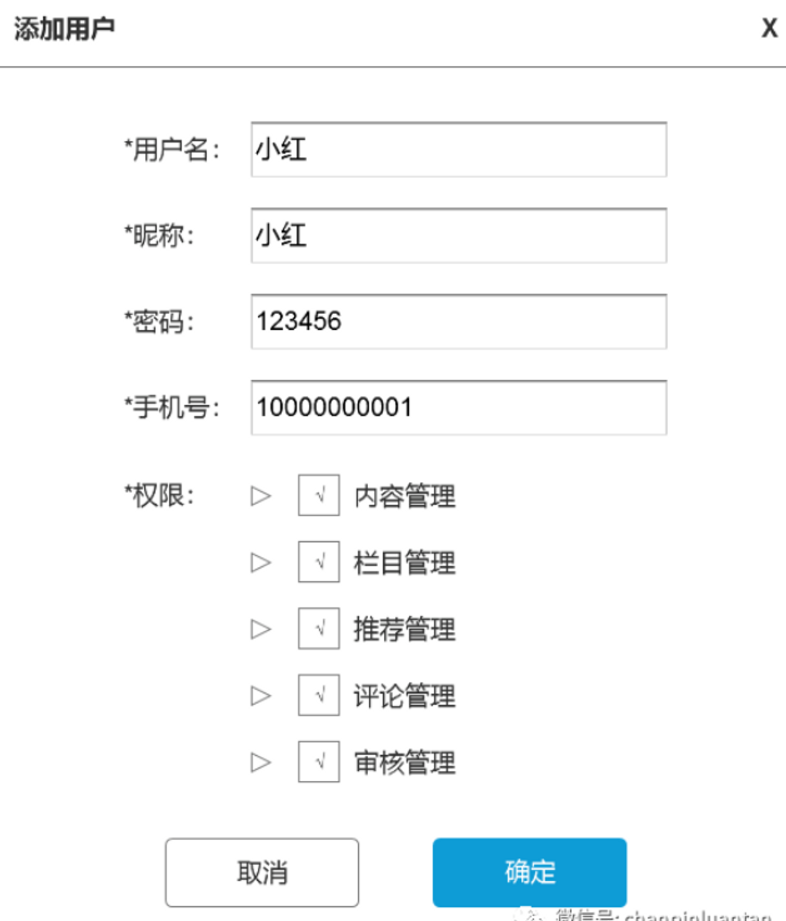 添加用户 X
*用户名： 小红
*昵称： 小红
*密码： 123456
*手机号： 10000000001
*权限： ▷ √ 内容管理
▷ √ 栏目管理
▷ √ 推荐管理
▷ √ 评论管理
▷ √ 审核管理
取消 确定
微信号: chanpinluantan